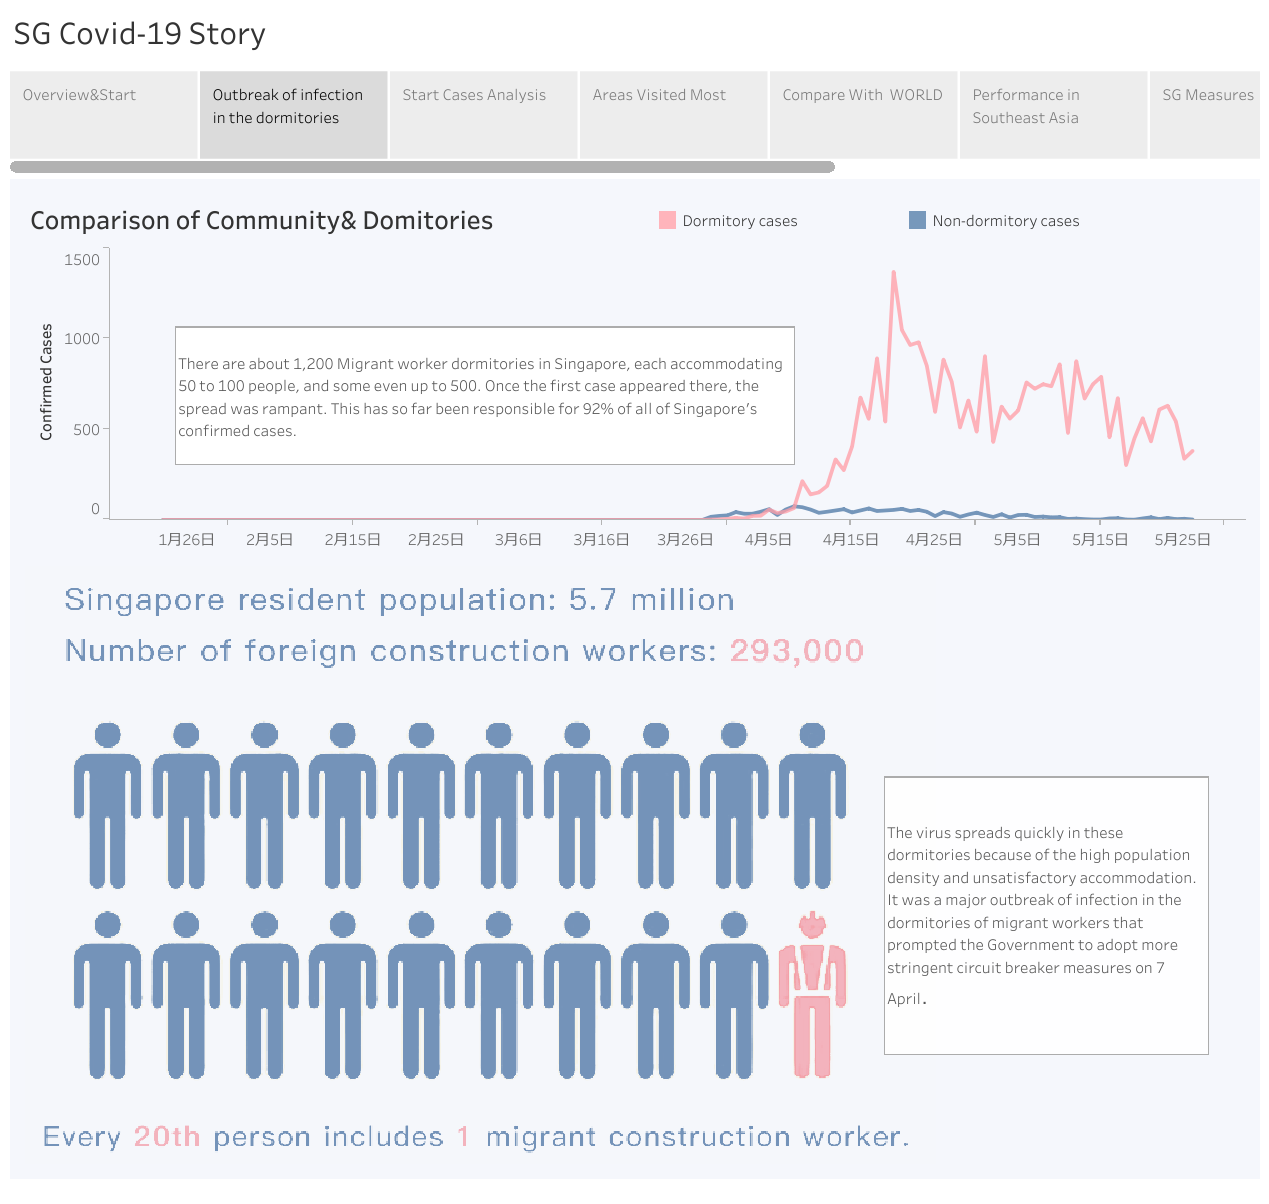 SG Covid-19 Story
Overview&Start
Outbreak of infection
in the dormitories
Start Cases Analysis
Areas Visited Most
Compare With WORLD
Performance in
Southeast Asia
SG Measures
Comparison of Community& Domitories
Dormitory cases
Non-dormitory cases
1500
1000
500
0
Confirmed Cases
There are about 1,200 Migrant worker dormitories in Singapore, each accommodating
50 to 100 people, and some even up to 500. Once the first case appeared there, the
spread was rampant. This has so far been responsible for 92% of all of Singapore's
confirmed cases.
1月26日 2月5日 2月15日 2月25日 3月6日 3月16日 3月26日 4月5日 4月15日 4月25日 5月5日 5月15日 5月25日
Singapore resident population: 5.7 million
Number of foreign construction workers: 293,000
The virus spreads quickly in these
dormitories because of the high population
density and unsatisfactory accommodation.
It was a major outbreak of infection in the
dormitories of migrant workers that
prompted the Government to adopt more
stringent circuit breaker measures on 7
April.
Every 20th person includes 1 migrant construction worker.